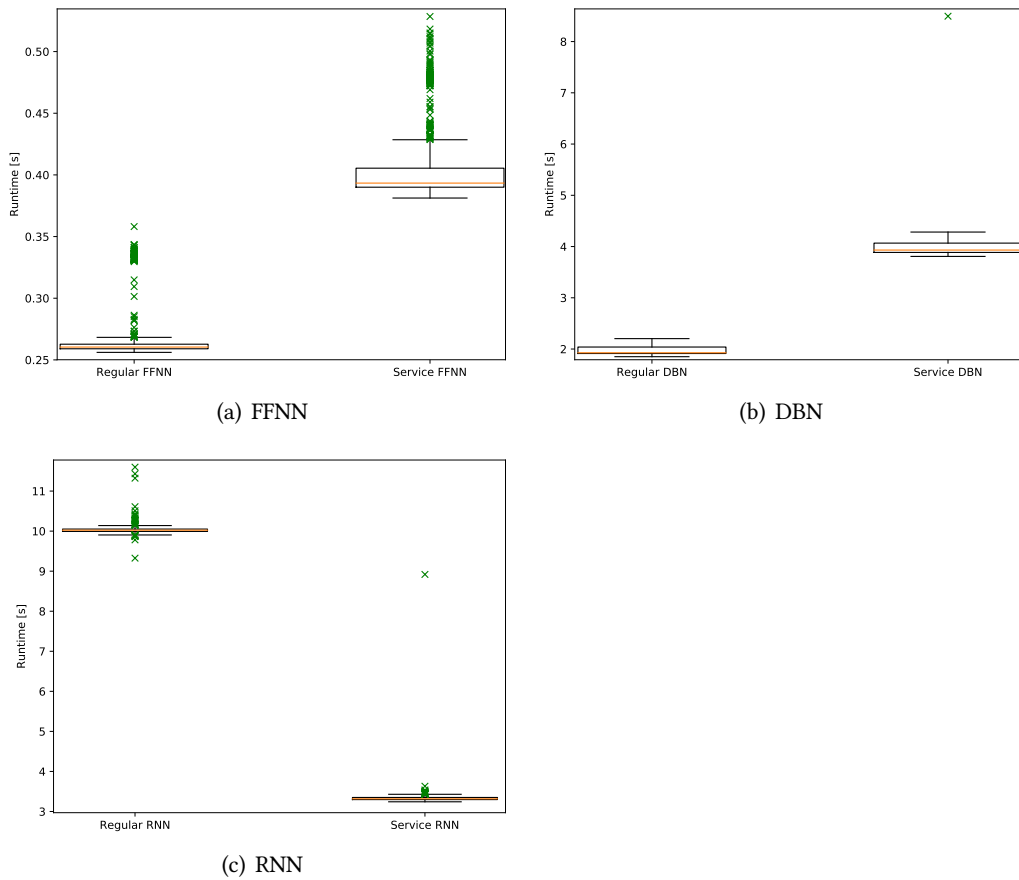 0.50
0.45
0.40
0.35
0.30
0.25
Runtime [s]
Regular FFNN
Service FFNN
(a) FFNN
8
7
6
5
4
3
2
Runtime [s]
Regular DBN
Service DBN
(b) DBN
11
10
9
8
7
6
5
4
3
Runtime [s]
Regular RNN
Service RNN
(c) RNN